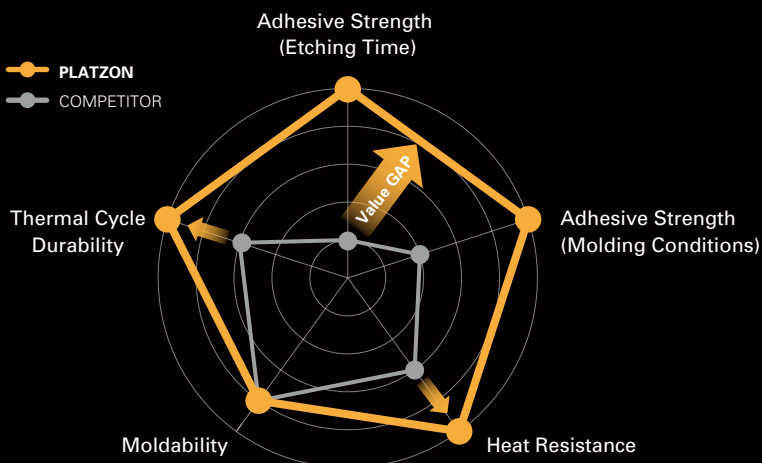 Adhesive Strength
(Etching Time)
PLATZON
COMPETITOR
Value GAP
Thermal Cycle
Durability
Adhesive Strength
(Molding Conditions)
Moldability
Heat Resistance